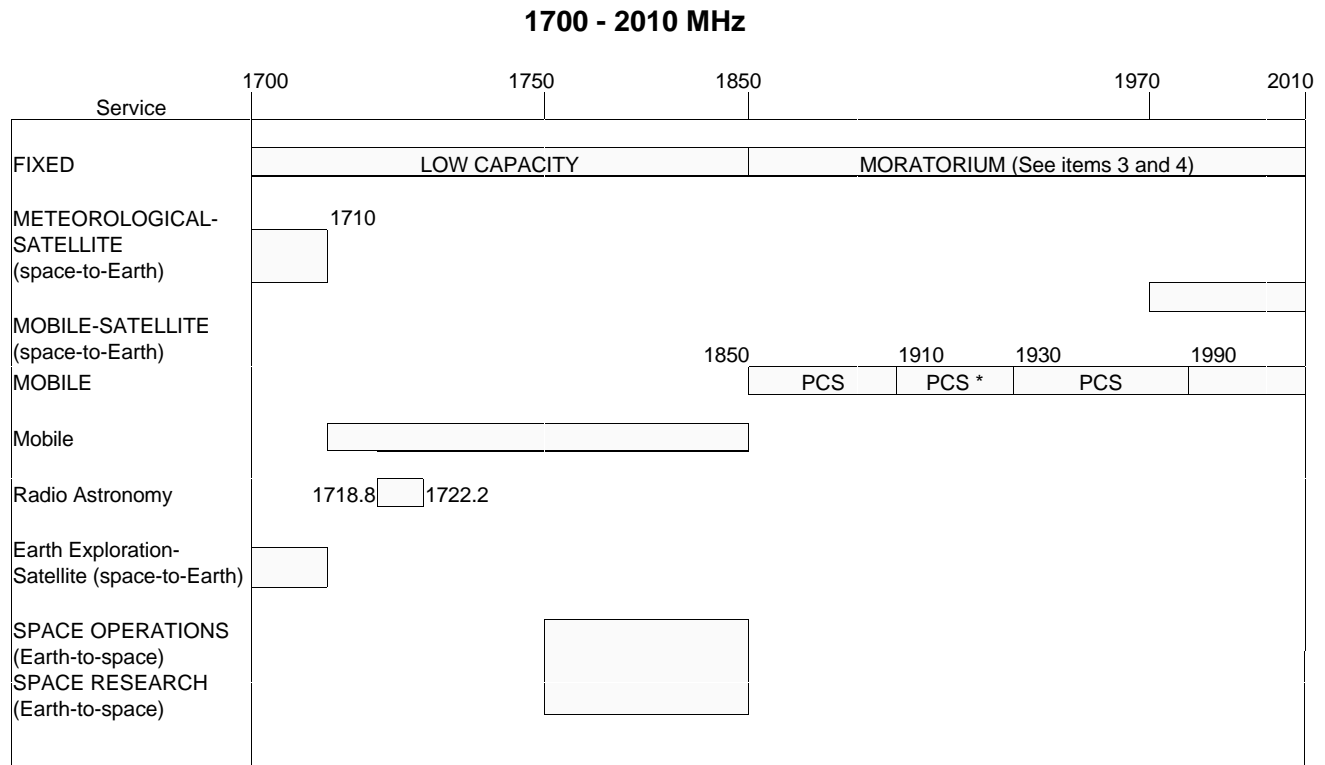 1700 - 2010 MHz
1700 1750 1850 1970 2010
Service
FIXED LOW CAPACITY MORATORIUM (See items 3 and 4)
METEOROLOGICAL- 1710
SATELLITE
(space-to-Earth)
MOBILE-SATELLITE
(space-to-Earth) 1850 1910 1930 1990
MOBILE PCS PCS * PCS
Mobile
Radio Astronomy 1718.8 1722.2
Earth Exploration-
Satellite (space-to-Earth)
SPACE OPERATIONS
(Earth-to-space)
SPACE RESEARCH
(Earth-to-space)